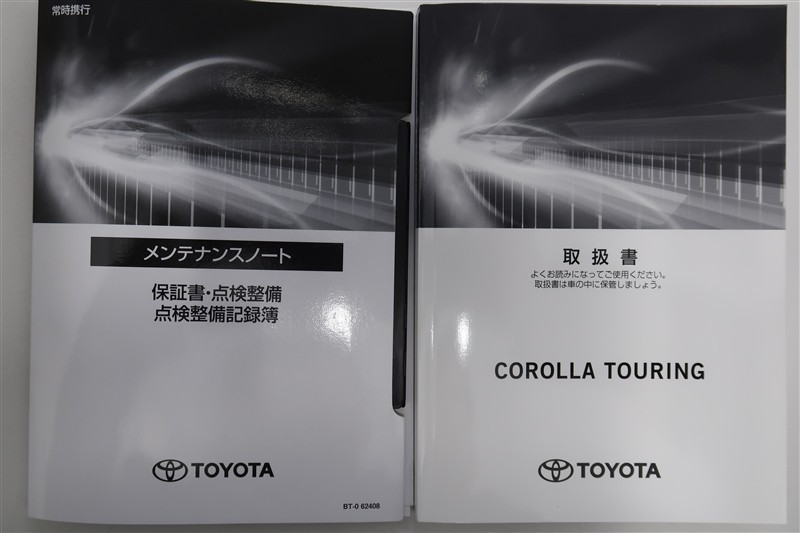 常時携行
メンテナンスノート
保証書・点検整備
点検整備記録簿
TOYOTA
BT-0 62408
取扱書
よくお読みになってご使用ください。
取扱書は車の中に保管しましょう。
COROLLA TOURING
TOYOTA